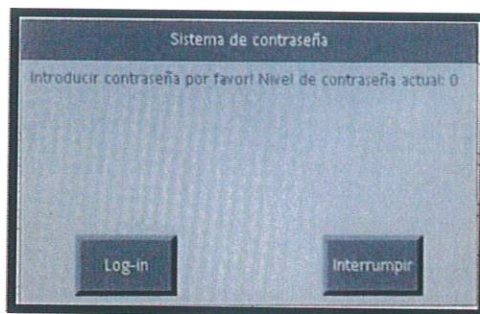 Sistema de contraseña
Introducir contraseña por favor! Nivel de contraseña actual: 0
Log-in
Interrumpir